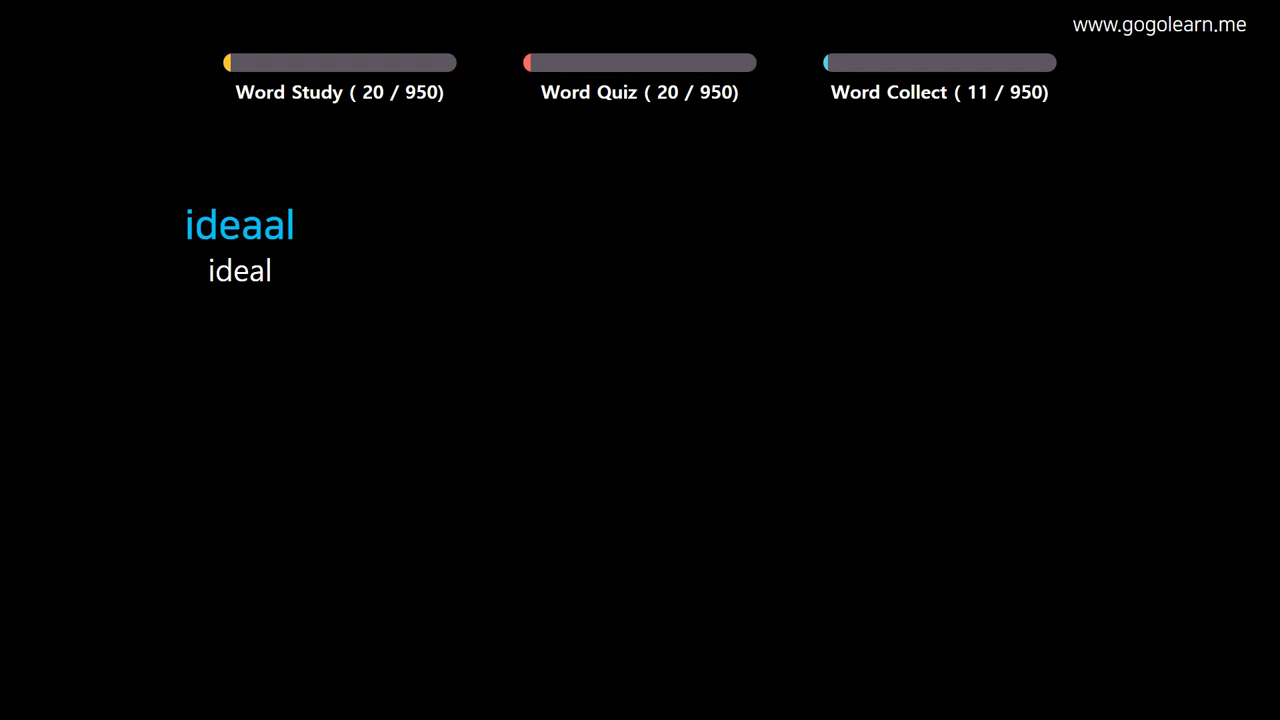 www.gogolearn.me
Word Study ( 20 / 950)
Word Quiz ( 20 / 950)
Word Collect ( 11 / 950)
ideaal
ideal